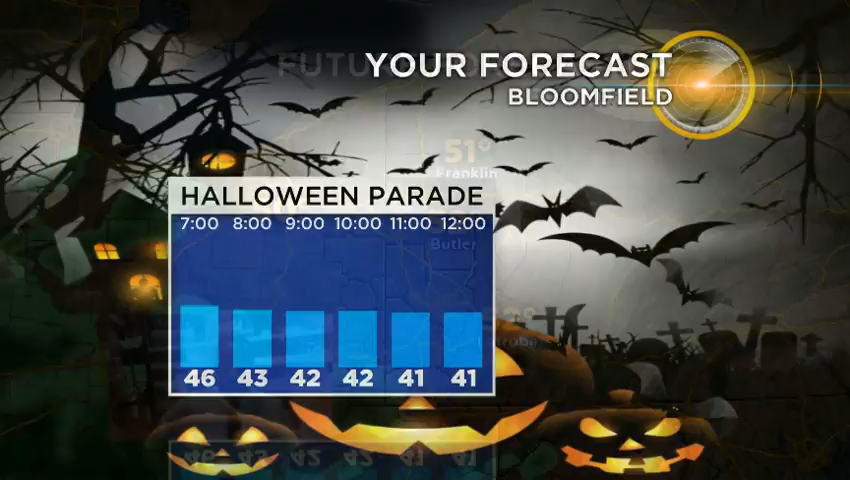 FUTU
YOUR FORECAST
BLOOMFIELD
51°
Franklin
HALLOWEEN PARADE
7:00 8:00 9:00 10:00 11:00 12:00
Butler
46 43 42 42 41 41